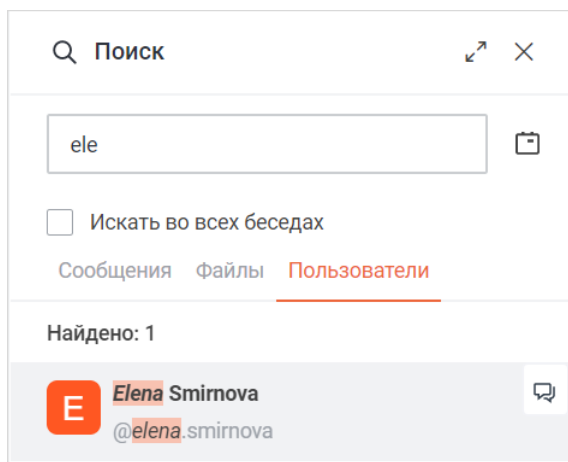 Поиск
ele
Искать во всех беседах
Сообщения Файлы Пользователи
Найдено: 1
E
Elena Smirnova
@elena.smirnova